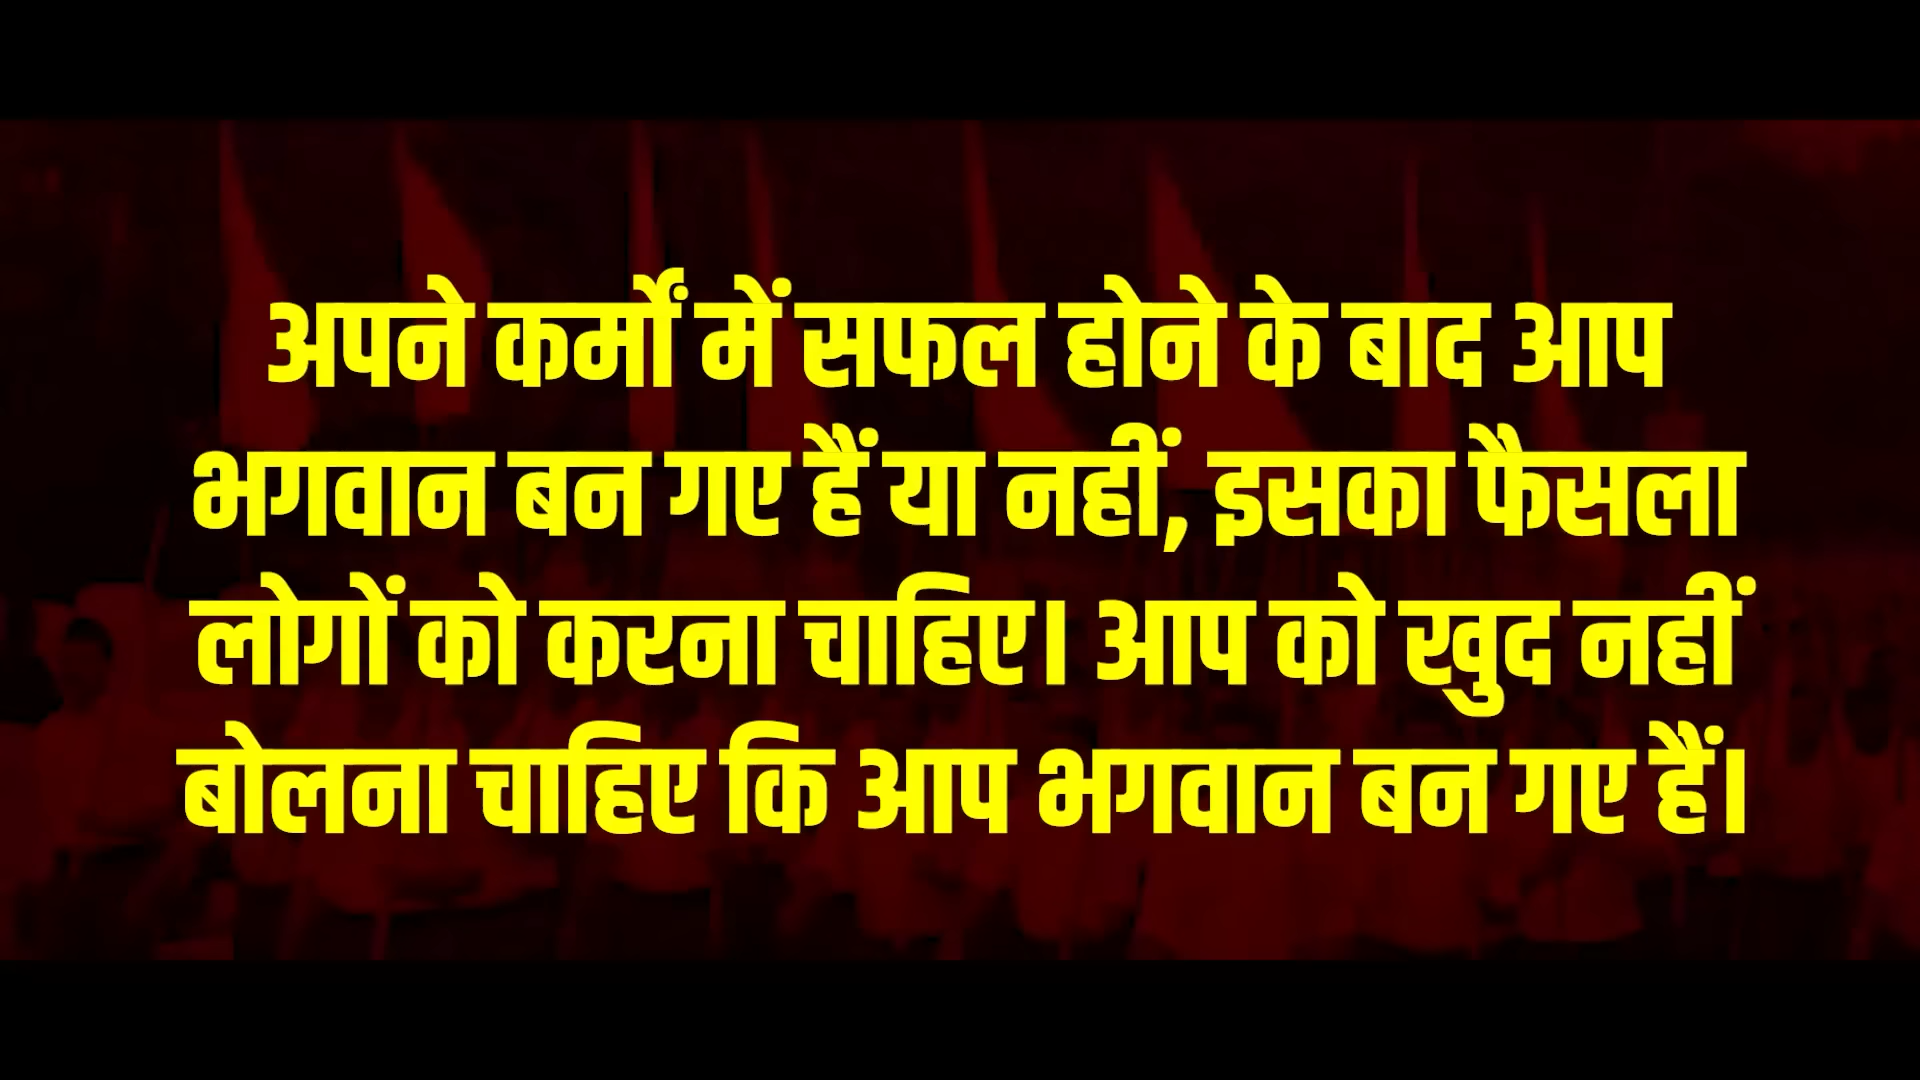 अपने कर्मों में सफल होने के बाद आप
भगवान बन गए हैं या नहीं, इसका फैसला
लोगों को करना चाहिए। आप को खुद नहीं
बोलना चाहिए कि आप भगवान बन गए हैं।